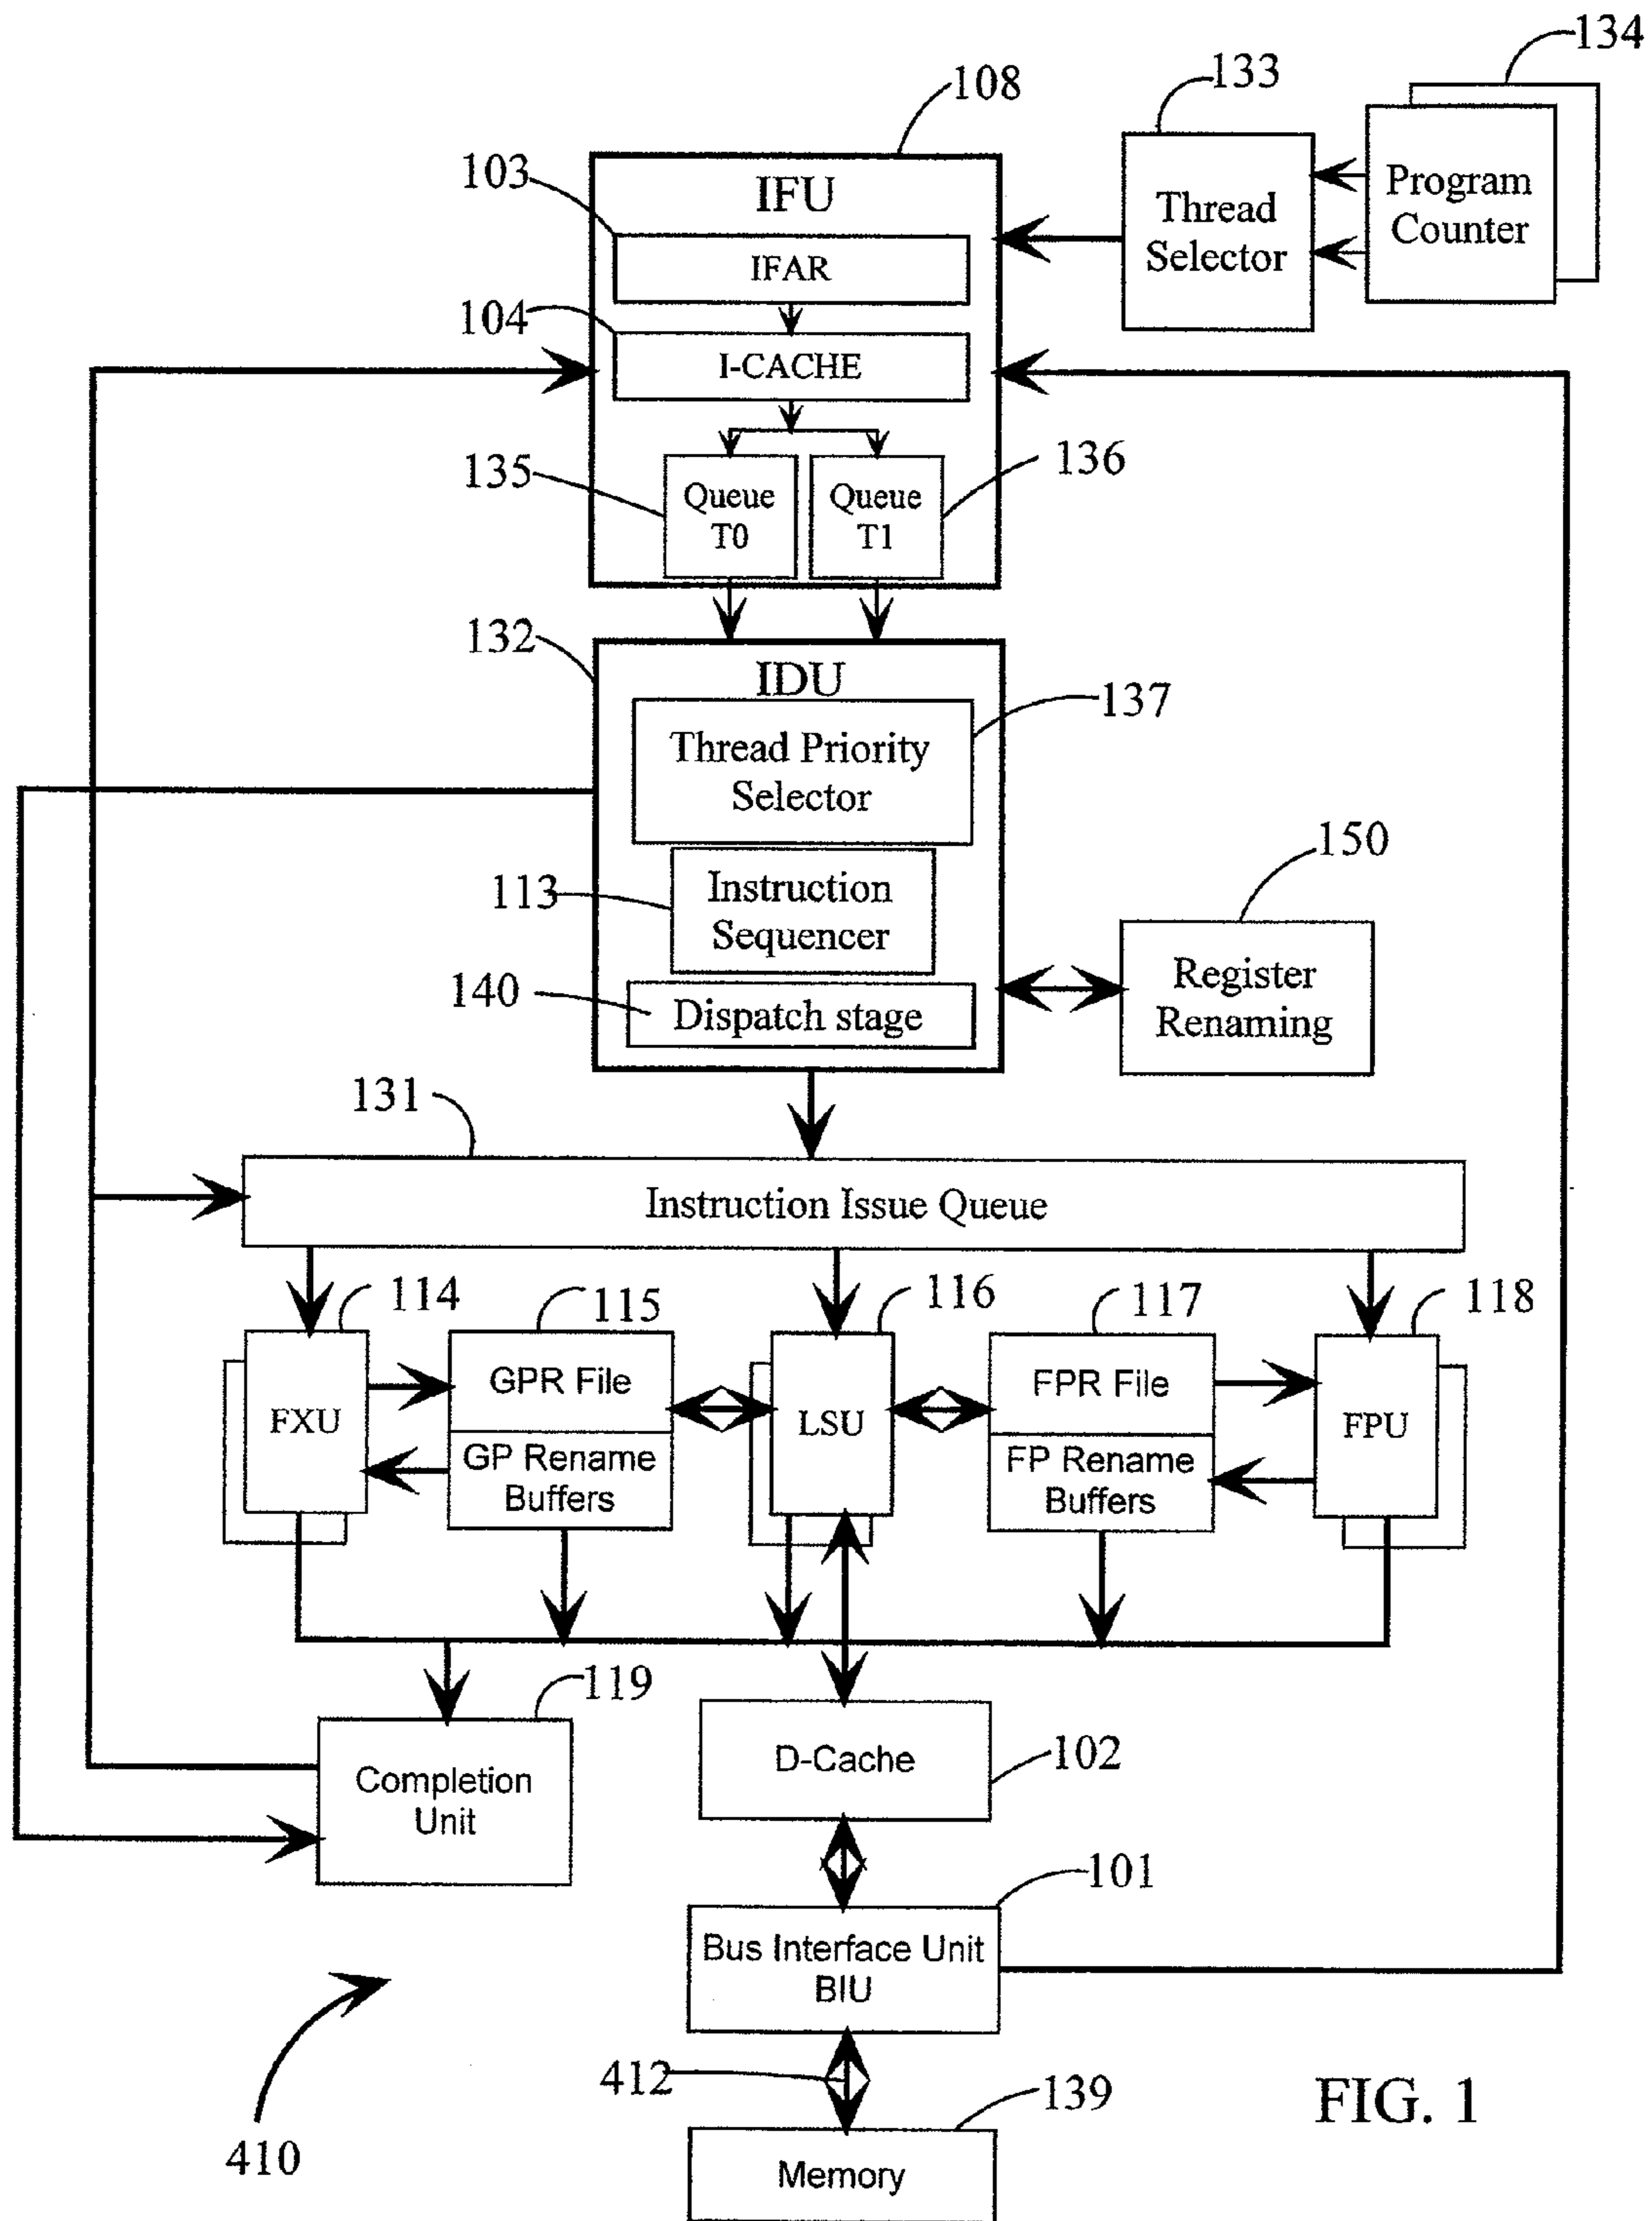 134
133
108
103
IFU
Program
Counter
Thread
Selector
IFAR
104
I-CACHE
135
136
Queue
T0
Queue
T1
132
IDU
137
Thread Priority
Selector
150
113
Instruction
Sequencer
Register
Renaming
140
Dispatch stage
131
Instruction Issue Queue
114
115
116
117
118
FXU
GPR File
LSU
FPR File
FPU
GP Rename
Buffers
FP Rename
Buffers
119
Completion
Unit
D-Cache
102
101
Bus Interface Unit
BIU
412
139
410
Memory
FIG. 1